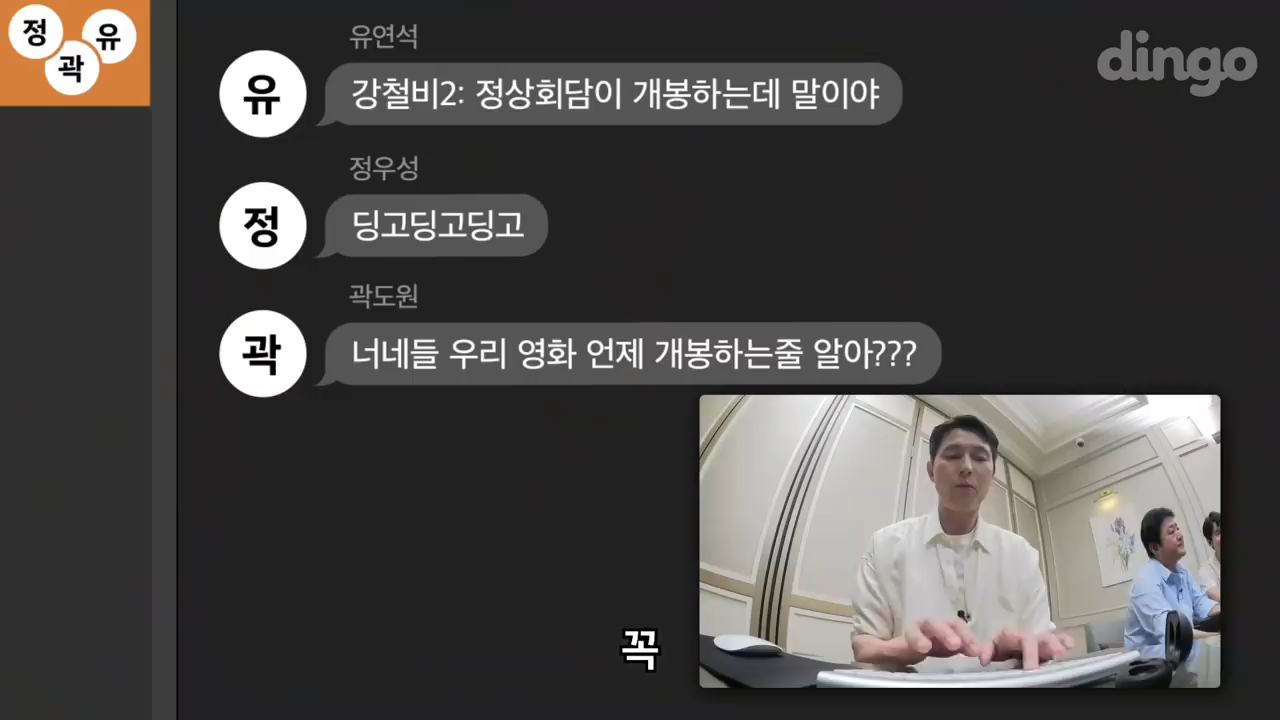 정
유
곽
dingo
유연석
유
강철비2: 정상회담이 개봉하는데 말이야
정우성
정
딩고딩고딩고
곽도원
곽
너네들 우리 영화 언제 개봉하는줄 알아???
꼭